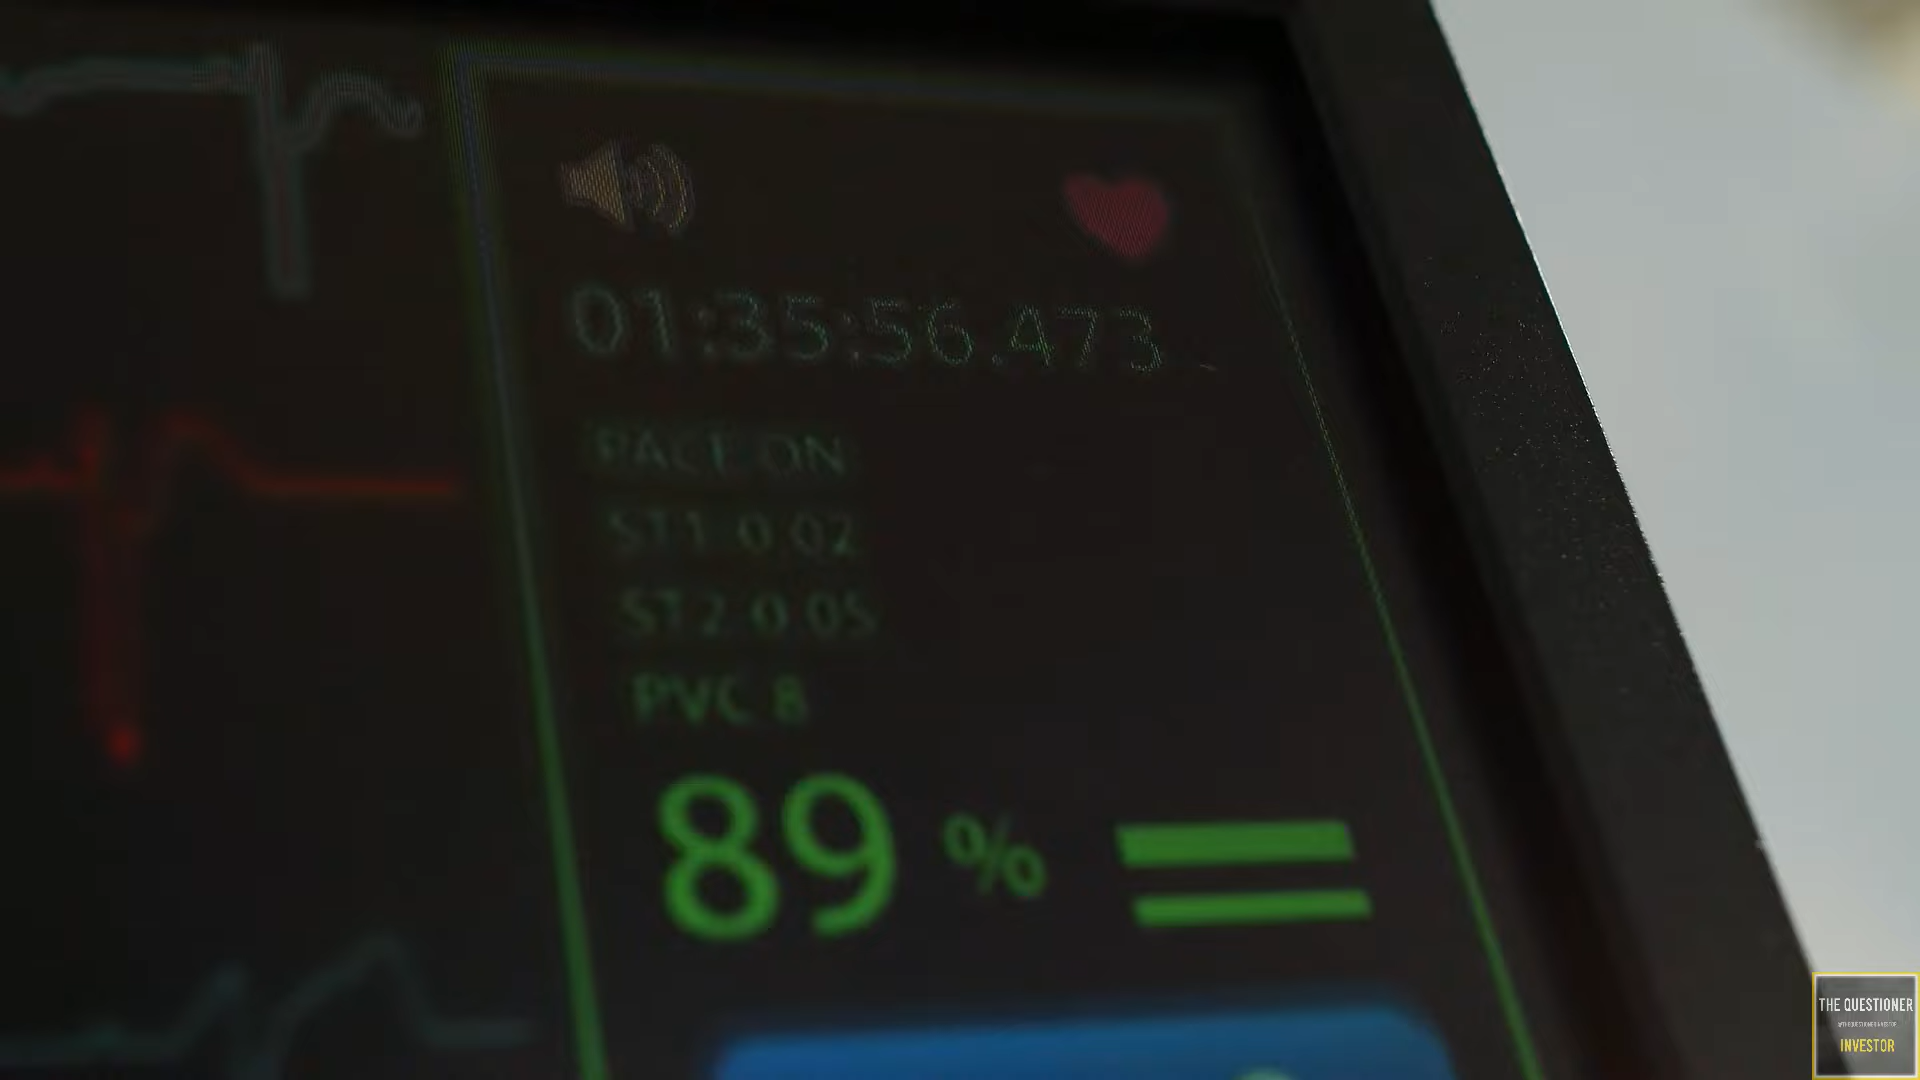 01:35:56.473
PACE ON
ST1 0.02
ST2 0.05
PVC 8
89 %
THE QUESTIONER
INVESTOR